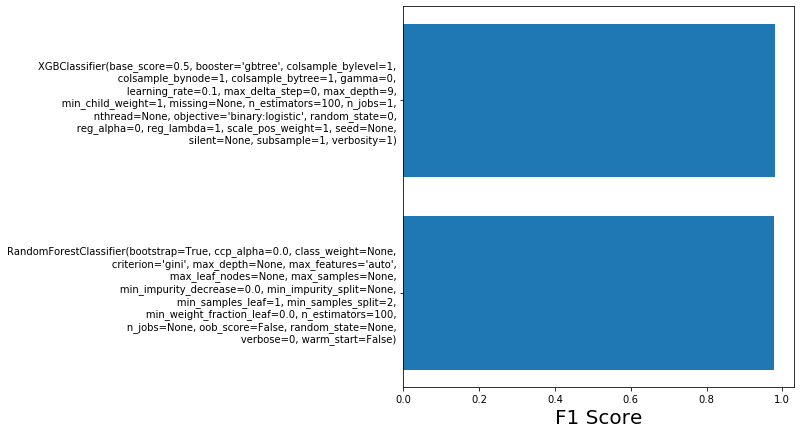 XGBClassifier(base_score=0.5, booster='gbtree', colsample_bylevel=1,
colsample_bynode=1, colsample_bytree=1, gamma=0,
learning_rate=0.1, max_delta_step=0, max_depth=9,
min_child_weight=1, missing=None, n_estimators=100, n_jobs=1,
nthread=None, objective='binary:logistic', random_state=0,
reg_alpha=0, reg_lambda=1, scale_pos_weight=1, seed=None,
silent=None, subsample=1, verbosity=1)
RandomForestClassifier(bootstrap=True, ccp_alpha=0.0, class_weight=None,
criterion='gini', max_depth=None, max_features='auto',
max_leaf_nodes=None, max_samples=None,
min_impurity_decrease=0.0, min_impurity_split=None,
min_samples_leaf=1, min_samples_split=2,
min_weight_fraction_leaf=0.0, n_estimators=100,
n_jobs=None, oob_score=False, random_state=None,
verbose=0, warm_start=False)
0.0 0.2 0.4 0.6 0.8 1.0
F1 Score